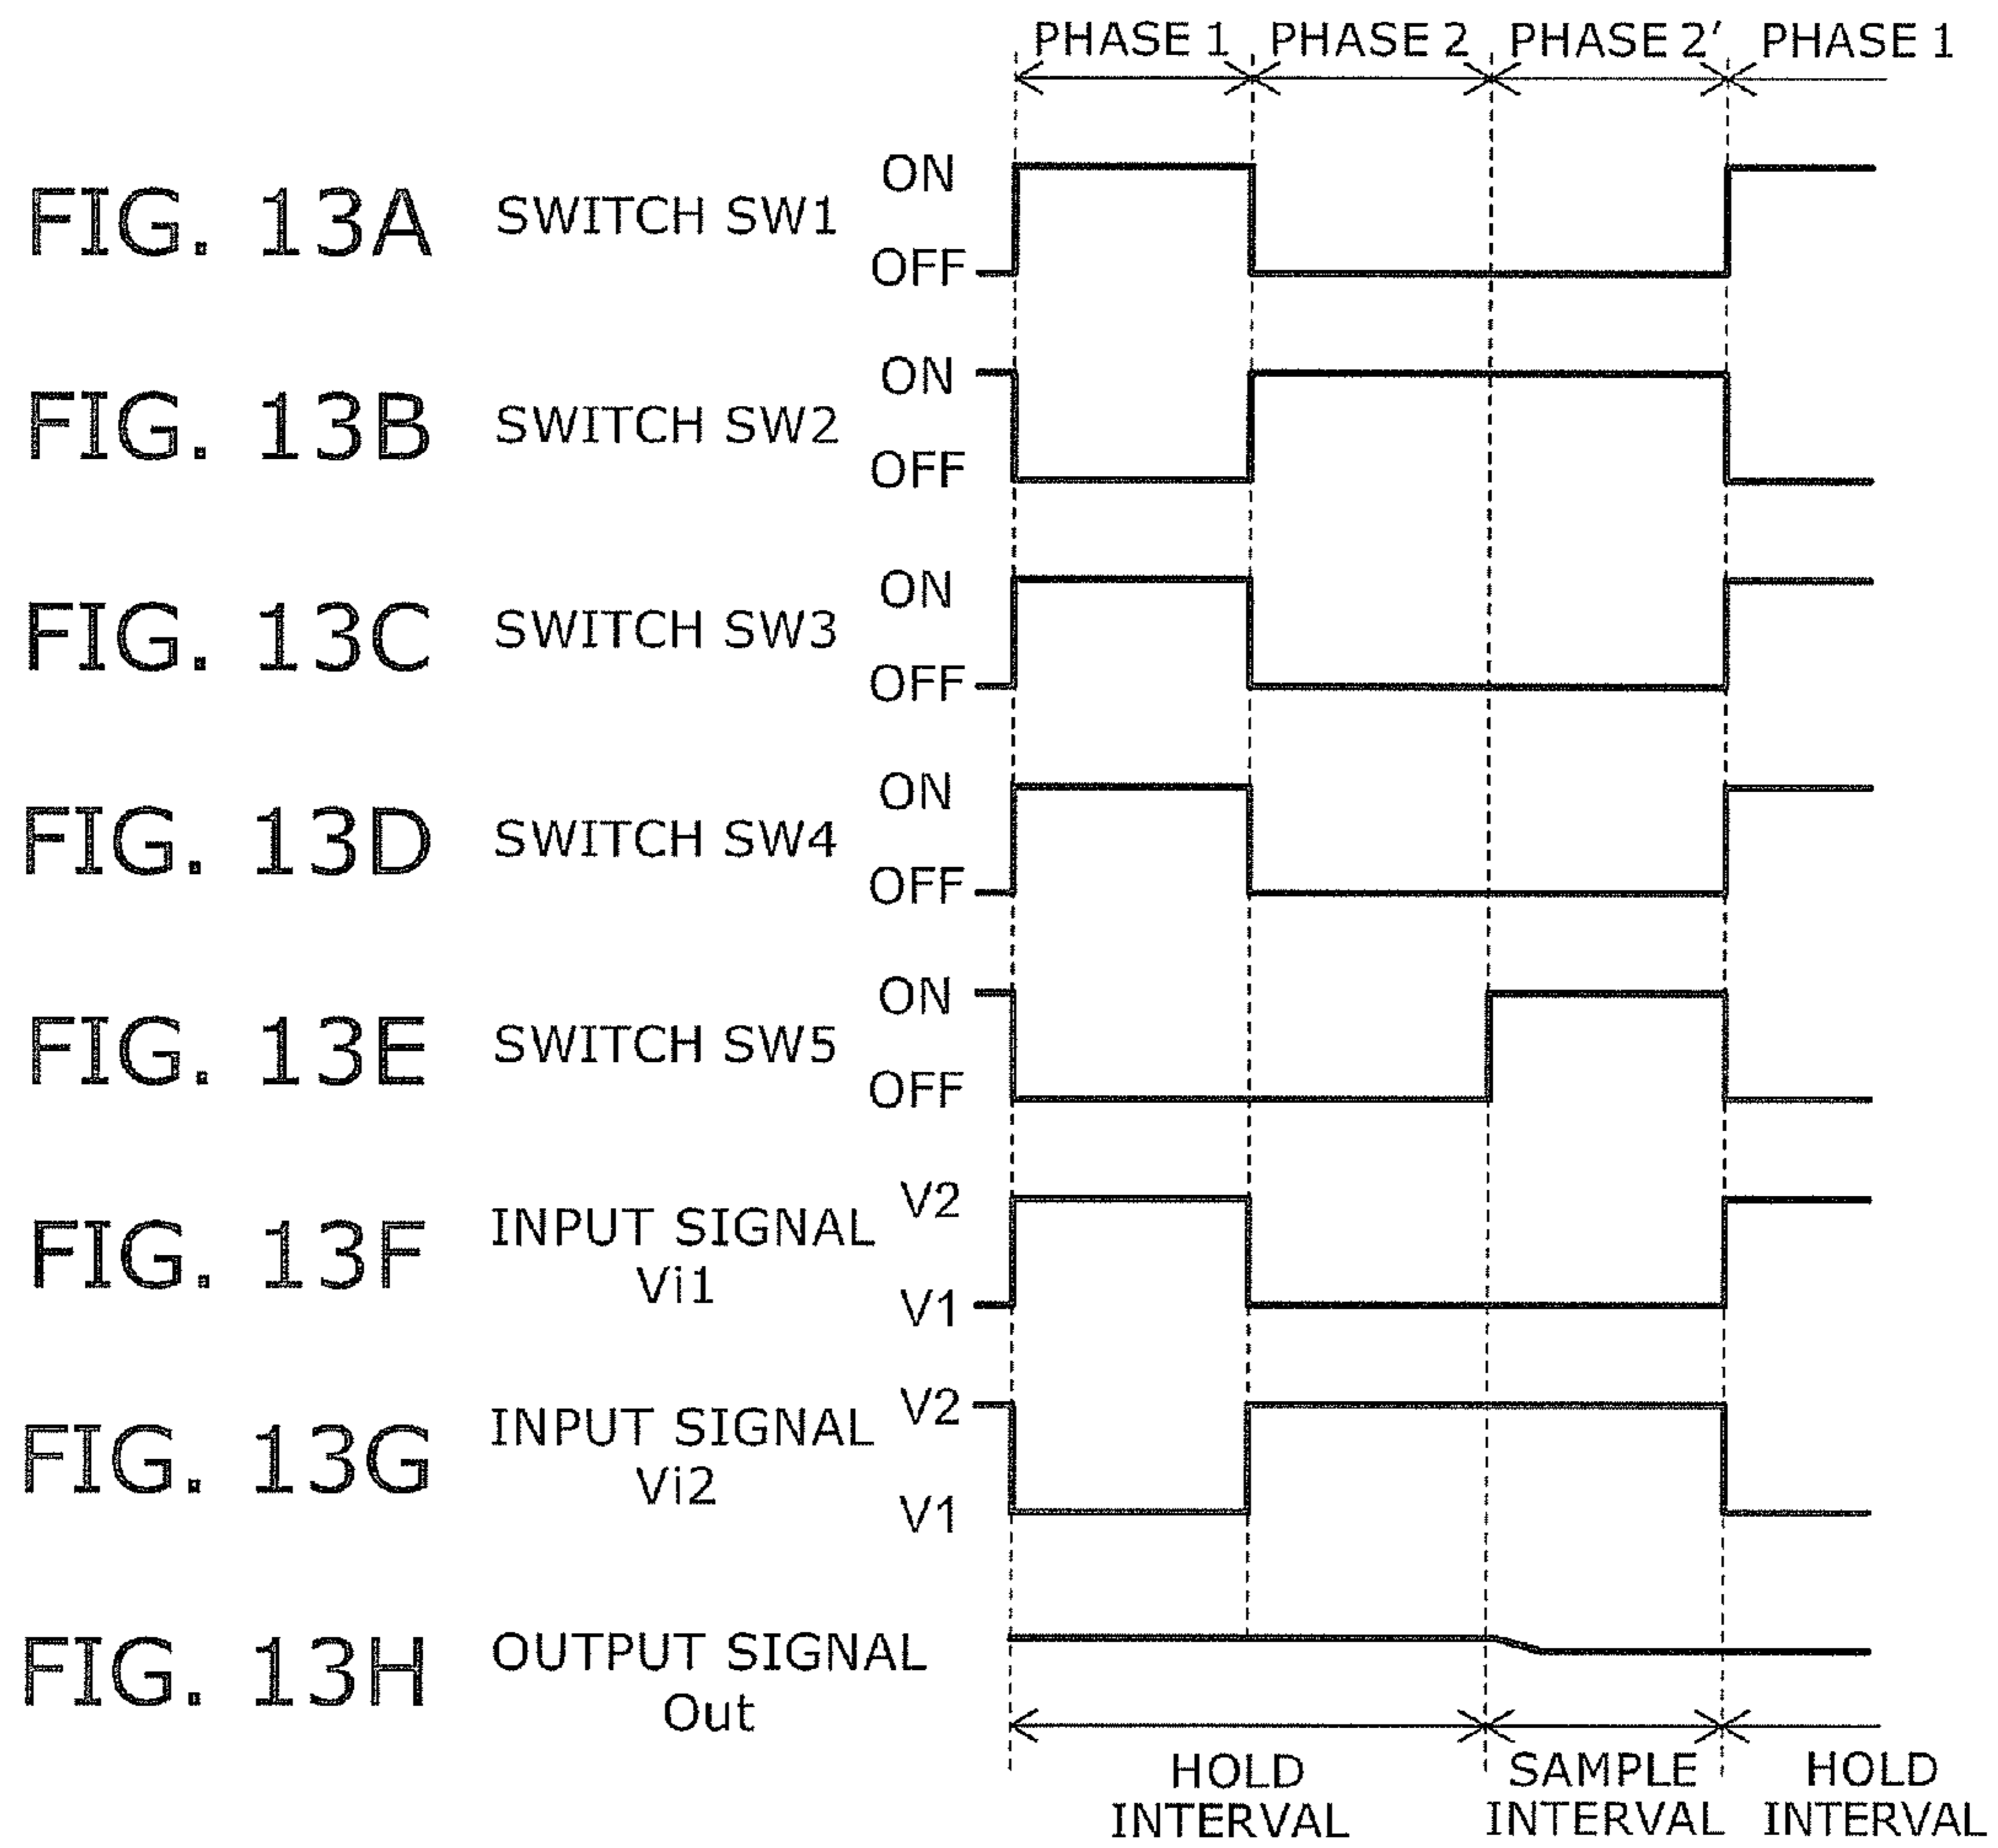 PHASE 1 PHASE 2 PHASE 2' PHASE 1
FIG. 13A SWITCH SW1 ON
OFF
FIG. 13B SWITCH SW2 ON
OFF
FIG. 13C SWITCH SW3 ON
OFF
FIG. 13D SWITCH SW4 ON
OFF
FIG. 13E SWITCH SW5 ON
OFF
FIG. 13F INPUT SIGNAL
Vi1
V2
V1
FIG. 13G INPUT SIGNAL
Vi2
V2
V1
FIG. 13H OUTPUT SIGNAL
Out
HOLD
INTERVAL
SAMPLE
INTERVAL
HOLD
INTERVAL